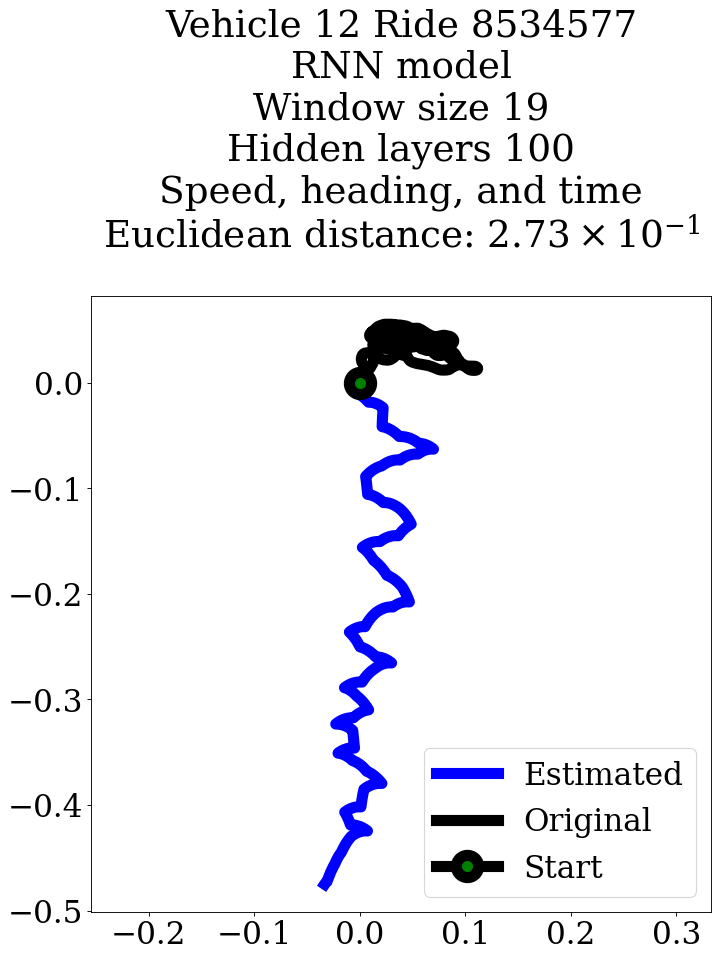 Vehicle 12 Ride 8534577
RNN model
Window size 19
Hidden layers 100
Speed, heading, and time
Euclidean distance: 2.73 × 10⁻¹
0.0
−0.1
−0.2
−0.3
−0.4
−0.5
Estimated
Original
Start
−0.2 −0.1 0.0 0.1 0.2 0.3